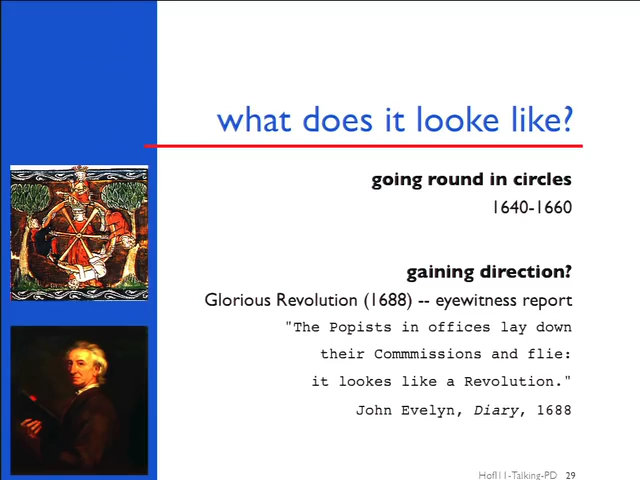 what does it looke like?
going round in circles
1640-1660
gaining direction?
Glorious Revolution (1688) -- eyewitness report
"The Popists in offices lay down
their Commmissions and flie:
it lookes like a Revolution."
John Evelyn, Diary, 1688
HofI11-Talking-PD 29